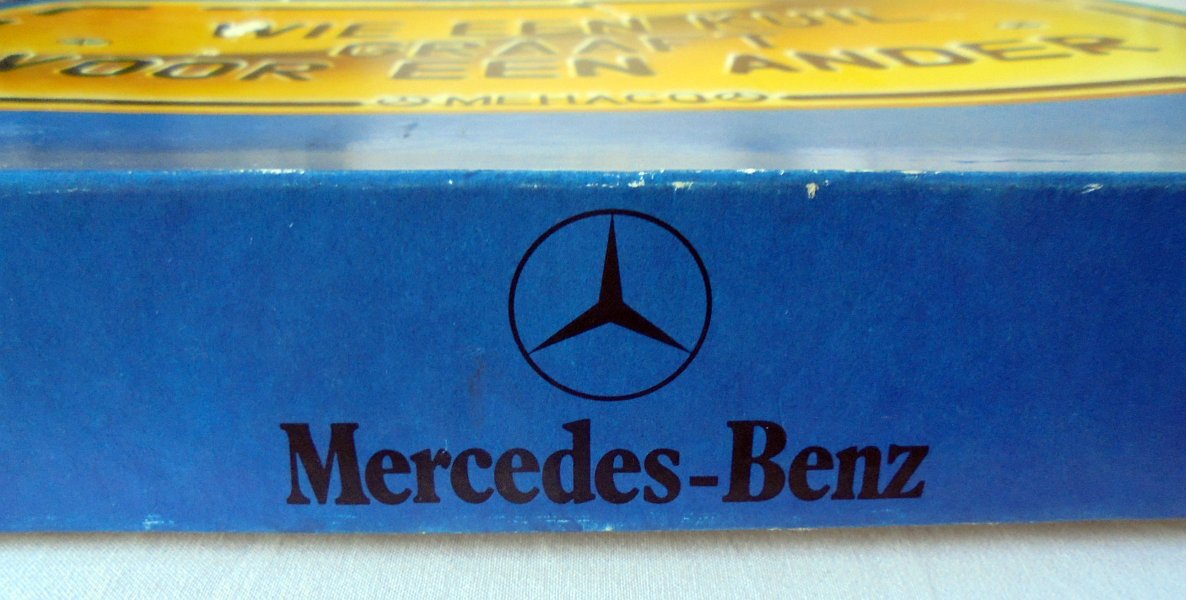 WIE EEN KUIL
GRAAFT
VOOR EEN ANDER
MEHACO
Mercedes-Benz